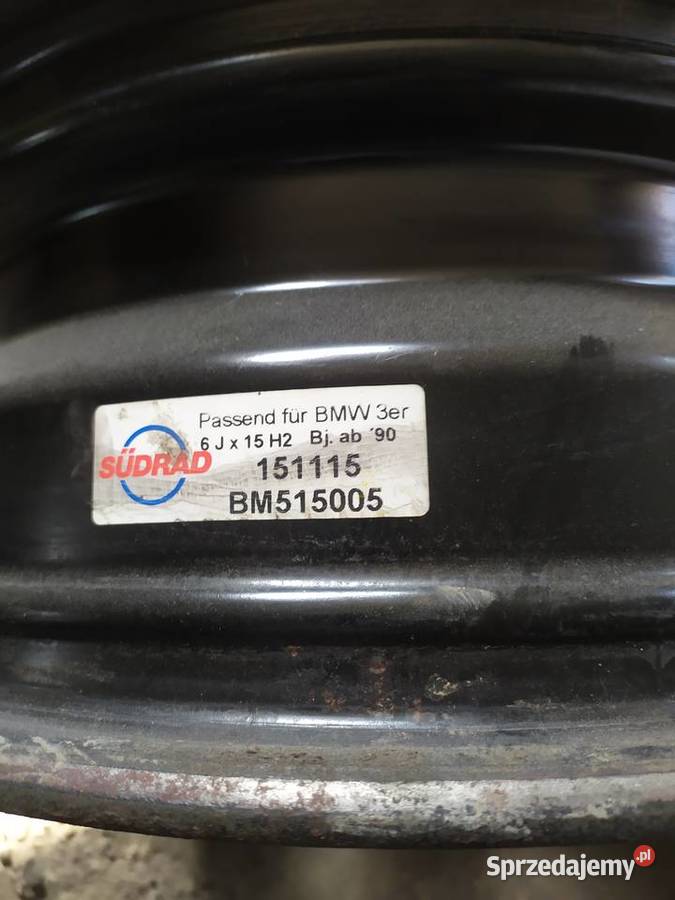 Passend für BMW 3er
6 J x 15 H2 Bj. ab ´90
SÜDRAD
151115
BM515005
Sprzedajemy.pl